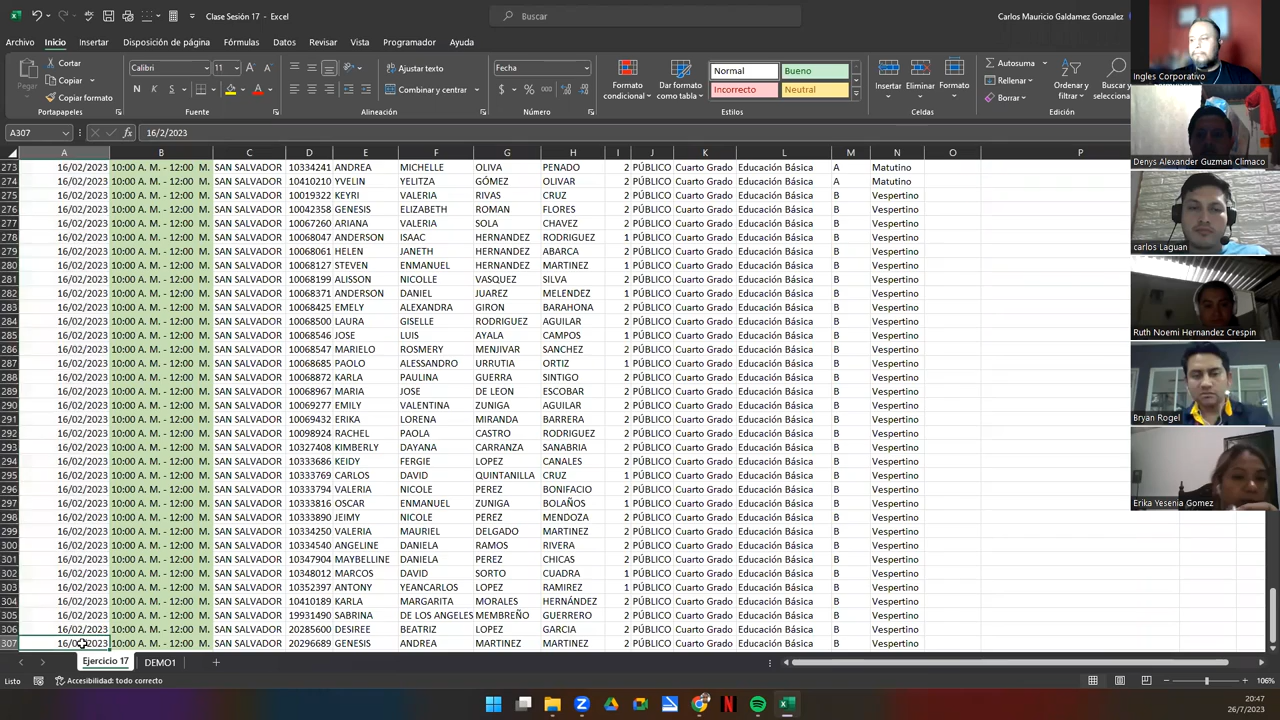 Clase Sesión 17 - Excel
Buscar
Carlos Mauricio Galdamez Gonzalez
Archivo Inicio Insertar Disposición de página Fórmulas Datos Revisar Vista Programador Ayuda
Pegar Cortar Copiar Copiar formato Portapapeles
Calibri 11 Fuente
Ajustar texto Combinar y centrar Alineación
Fecha Número
Formato condicional Dar formato como tabla
Normal Bueno Incorrecto Neutral Estilos
Insertar Eliminar Formato Celdas
Autosuma Rellenar Borrar
Ordenar y filtrar
A307 16/2/2023
A B C D E F G H I J K L M N O P
273 16/02/2023 10:00 A. M. - 12:00 M. SAN SALVADOR 10334241 ANDREA MICHELLE OLIVA PENADO 2 PÚBLICO Cuarto Grado Educación Básica A Matutino
274 16/02/2023 10:00 A. M. - 12:00 M. SAN SALVADOR 10410210 YVELIN YELITZA GÓMEZ OLIVAR 2 PÚBLICO Cuarto Grado Educación Básica A Matutino
275 16/02/2023 10:00 A. M. - 12:00 M. SAN SALVADOR 10019322 KEYRI VALERIA RIVAS CRUZ 2 PÚBLICO Cuarto Grado Educación Básica B Vespertino
276 16/02/2023 10:00 A. M. - 12:00 M. SAN SALVADOR 10042358 GENESIS ELIZABETH ROMAN FLORES 2 PÚBLICO Cuarto Grado Educación Básica B Vespertino
277 16/02/2023 10:00 A. M. - 12:00 M. SAN SALVADOR 10067260 ARIANA VALERIA SOLA CHAVEZ 2 PÚBLICO Cuarto Grado Educación Básica B Vespertino
278 16/02/2023 10:00 A. M. - 12:00 M. SAN SALVADOR 10068047 ANDERSON ISAAC HERNANDEZ RODRIGUEZ 1 PÚBLICO Cuarto Grado Educación Básica B Vespertino
279 16/02/2023 10:00 A. M. - 12:00 M. SAN SALVADOR 10068061 HELEN JANETH HERNANDEZ ABARCA 2 PÚBLICO Cuarto Grado Educación Básica B Vespertino
280 16/02/2023 10:00 A. M. - 12:00 M. SAN SALVADOR 10068127 STEVEN ENMANUEL HERNANDEZ MARTINEZ 1 PÚBLICO Cuarto Grado Educación Básica B Vespertino
281 16/02/2023 10:00 A. M. - 12:00 M. SAN SALVADOR 10068199 ALISSON NICOLLE VASQUEZ SILVA 2 PÚBLICO Cuarto Grado Educación Básica B Vespertino
282 16/02/2023 10:00 A. M. - 12:00 M. SAN SALVADOR 10068371 ANDERSON DANIEL JUAREZ MELENDEZ 1 PÚBLICO Cuarto Grado Educación Básica B Vespertino
283 16/02/2023 10:00 A. M. - 12:00 M. SAN SALVADOR 10068425 EMELY ALEXANDRA GIRON BARAHONA 2 PÚBLICO Cuarto Grado Educación Básica B Vespertino
284 16/02/2023 10:00 A. M. - 12:00 M. SAN SALVADOR 10068500 LAURA GISELLE RODRIGUEZ AGUILAR 2 PÚBLICO Cuarto Grado Educación Básica B Vespertino
285 16/02/2023 10:00 A. M. - 12:00 M. SAN SALVADOR 10068546 JOSE LUIS AYALA CAMPOS 1 PÚBLICO Cuarto Grado Educación Básica B Vespertino
286 16/02/2023 10:00 A. M. - 12:00 M. SAN SALVADOR 10068547 MARIELO ROSMERY MENJIVAR SANCHEZ 2 PÚBLICO Cuarto Grado Educación Básica B Vespertino
287 16/02/2023 10:00 A. M. - 12:00 M. SAN SALVADOR 10068685 PAOLO ALESSANDRO URRUTIA ORTIZ 1 PÚBLICO Cuarto Grado Educación Básica B Vespertino
288 16/02/2023 10:00 A. M. - 12:00 M. SAN SALVADOR 10068872 KARLA PAULINA GUERRA SINTIGO 2 PÚBLICO Cuarto Grado Educación Básica B Vespertino
289 16/02/2023 10:00 A. M. - 12:00 M. SAN SALVADOR 10068967 MARIA JOSE DE LEON ESCOBAR 2 PÚBLICO Cuarto Grado Educación Básica B Vespertino
290 16/02/2023 10:00 A. M. - 12:00 M. SAN SALVADOR 10069277 EMILY VALENTINA ZUNIGA AGUILAR 2 PÚBLICO Cuarto Grado Educación Básica B Vespertino
291 16/02/2023 10:00 A. M. - 12:00 M. SAN SALVADOR 10069432 ERIKA LORENA MIRANDA BARRERA 2 PÚBLICO Cuarto Grado Educación Básica B Vespertino
292 16/02/2023 10:00 A. M. - 12:00 M. SAN SALVADOR 10098924 RACHEL PAOLA CASTRO RODRIGUEZ 2 PÚBLICO Cuarto Grado Educación Básica B Vespertino
293 16/02/2023 10:00 A. M. - 12:00 M. SAN SALVADOR 10327408 KIMBERLY DAYANA CARRANZA SANABRIA 2 PÚBLICO Cuarto Grado Educación Básica B Vespertino
294 16/02/2023 10:00 A. M. - 12:00 M. SAN SALVADOR 10333686 KEIDY FERGIE LOPEZ CANALES 2 PÚBLICO Cuarto Grado Educación Básica B Vespertino
295 16/02/2023 10:00 A. M. - 12:00 M. SAN SALVADOR 10333769 CARLOS DAVID QUINTANILLA CRUZ 1 PÚBLICO Cuarto Grado Educación Básica B Vespertino
296 16/02/2023 10:00 A. M. - 12:00 M. SAN SALVADOR 10333794 VALERIA NICOLE PEREZ BONIFACIO 2 PÚBLICO Cuarto Grado Educación Básica B Vespertino
297 16/02/2023 10:00 A. M. - 12:00 M. SAN SALVADOR 10333816 OSCAR ENMANUEL ZUNIGA BOLAÑOS 1 PÚBLICO Cuarto Grado Educación Básica B Vespertino
298 16/02/2023 10:00 A. M. - 12:00 M. SAN SALVADOR 10333890 JEIMY NICOLE PÉREZ MENDOZA 2 PÚBLICO Cuarto Grado Educación Básica B Vespertino
299 16/02/2023 10:00 A. M. - 12:00 M. SAN SALVADOR 10334250 VALERIA MAURIEL DELGADO MARTINEZ 2 PÚBLICO Cuarto Grado Educación Básica B Vespertino
300 16/02/2023 10:00 A. M. - 12:00 M. SAN SALVADOR 10334540 ANGELINE DANIELA RAMOS RIVERA 2 PÚBLICO Cuarto Grado Educación Básica B Vespertino
301 16/02/2023 10:00 A. M. - 12:00 M. SAN SALVADOR 10347904 MAYBELLINE DANIELA PEREZ CHICAS 2 PÚBLICO Cuarto Grado Educación Básica B Vespertino
302 16/02/2023 10:00 A. M. - 12:00 M. SAN SALVADOR 10348012 MARCOS DAVID SORTO CUADRA 1 PÚBLICO Cuarto Grado Educación Básica B Vespertino
303 16/02/2023 10:00 A. M. - 12:00 M. SAN SALVADOR 10352397 ANTONY YEANCARLOS LOPEZ RAMIREZ 1 PÚBLICO Cuarto Grado Educación Básica B Vespertino
304 16/02/2023 10:00 A. M. - 12:00 M. SAN SALVADOR 10410189 KARLA MARGARITA MORALES HERNÁNDEZ 2 PÚBLICO Cuarto Grado Educación Básica B Vespertino
305 16/02/2023 10:00 A. M. - 12:00 M. SAN SALVADOR 19931490 SABRINA DE LOS ANGELES MEMBREÑO GUERRERO 2 PÚBLICO Cuarto Grado Educación Básica B Vespertino
306 16/02/2023 10:00 A. M. - 12:00 M. SAN SALVADOR 20285600 DESIREE BEATRIZ LOPEZ GARCIA 2 PÚBLICO Cuarto Grado Educación Básica B Vespertino
307 10:00 A. M. - 12:00 M. SAN SALVADOR 20296689 GENESIS ANDREA MARTINEZ MARTINEZ 2 PÚBLICO Cuarto Grado Educación Básica B Vespertino
Ejercicio 17 DEMO1
Listo Accesibilidad: todo correcto 106%
20:47
26/7/2023
Ingles Corporativo
Denys Alexander Guzman Climaco
carlos Laguan
Ruth Noemi Hernandez Crespin
Bryan Rogel
Erika Yesenia Gomez